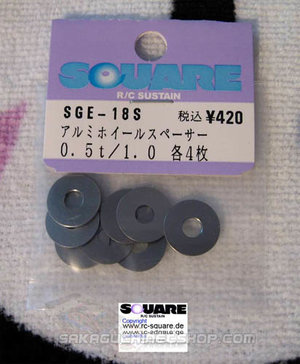 SQUARE
R/C SUSTAIN
SGE-18S 税込 ¥420
アルミホイールスペーサー
0.5t/1.0 各4枚
SQUARE
R/C SUSTAIN
Copyright
www.rc-square.de